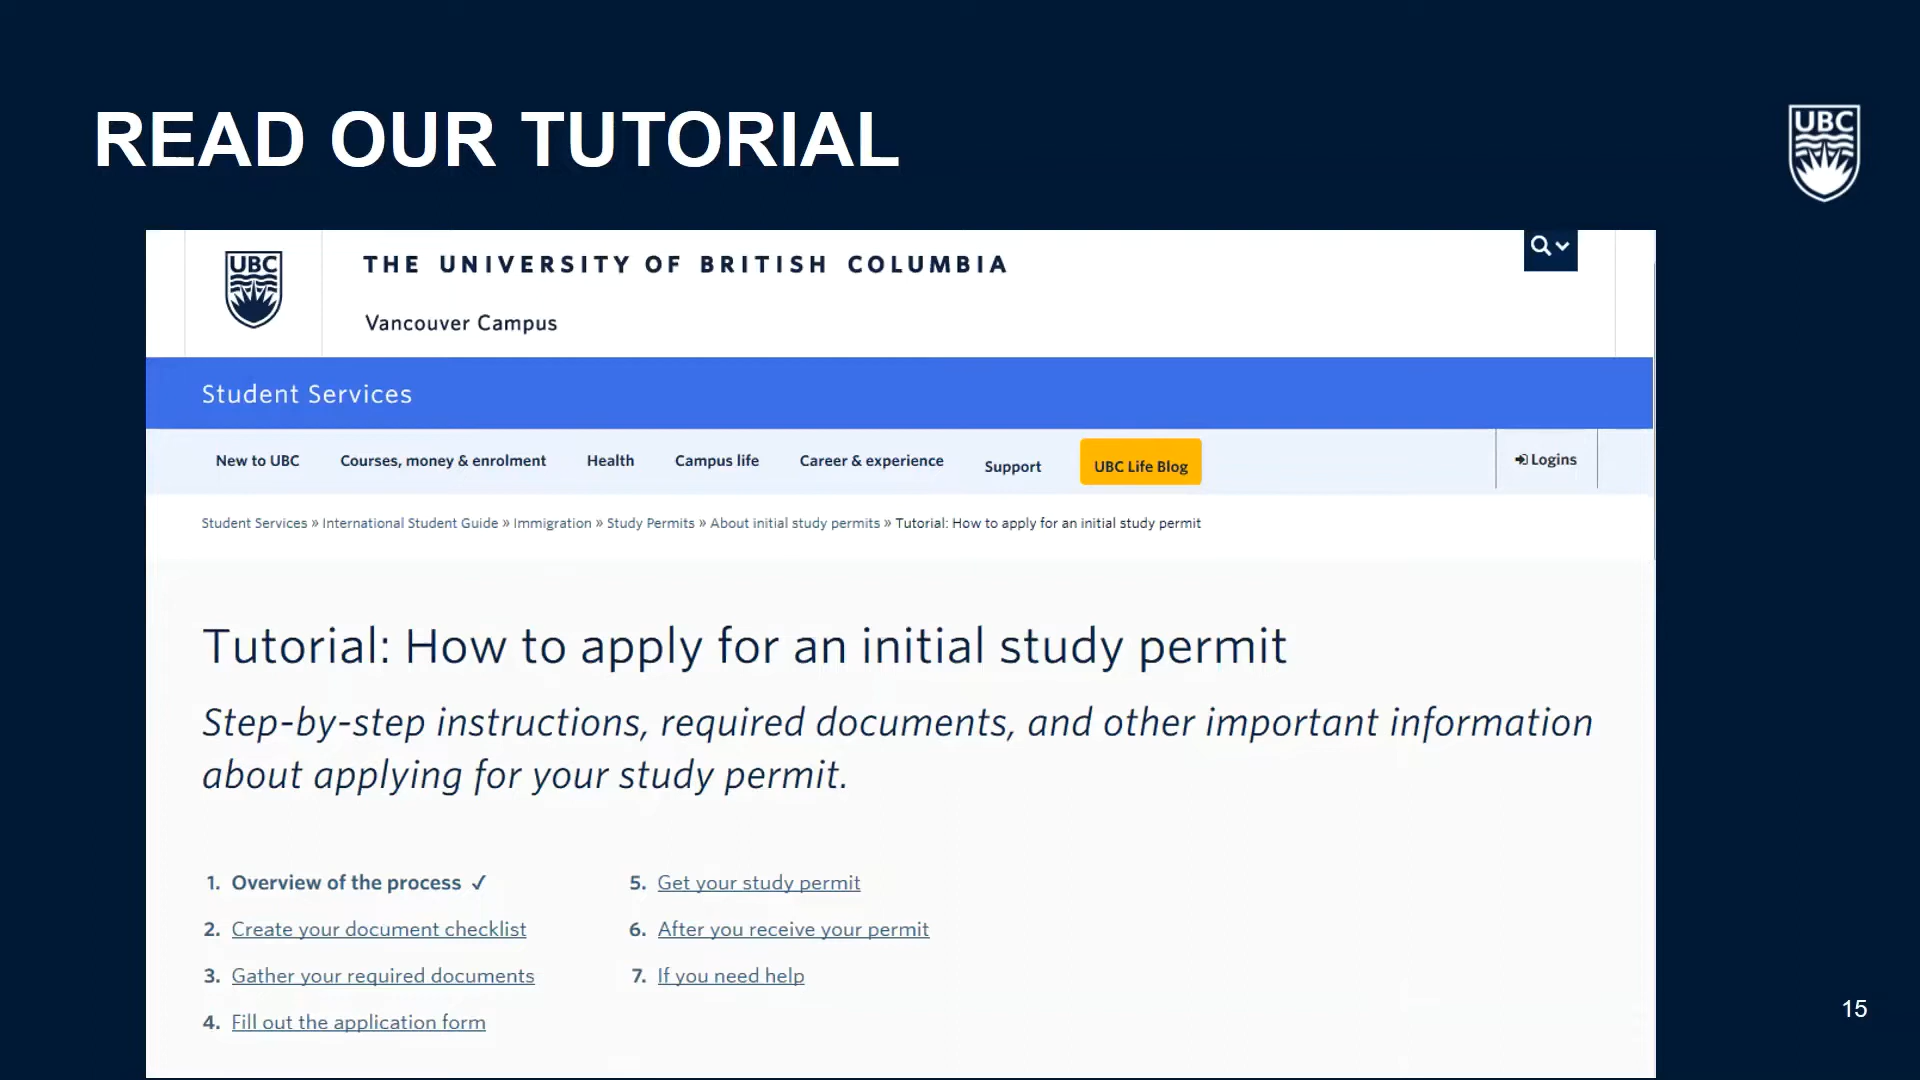 READ OUR TUTORIAL
UBC
UBC
THE UNIVERSITY OF BRITISH COLUMBIA
Vancouver Campus
Student Services
New to UBC Courses, money & enrolment Health Campus life Career & experience Support UBC Life Blog Logins
Student Services » International Student Guide » Immigration » Study Permits » About initial study permits » Tutorial: How to apply for an initial study permit
Tutorial: How to apply for an initial study permit
Step-by-step instructions, required documents, and other important information
about applying for your study permit.
1. Overview of the process ✓
2. Create your document checklist
3. Gather your required documents
4. Fill out the application form
5. Get your study permit
6. After you receive your permit
7. If you need help
15